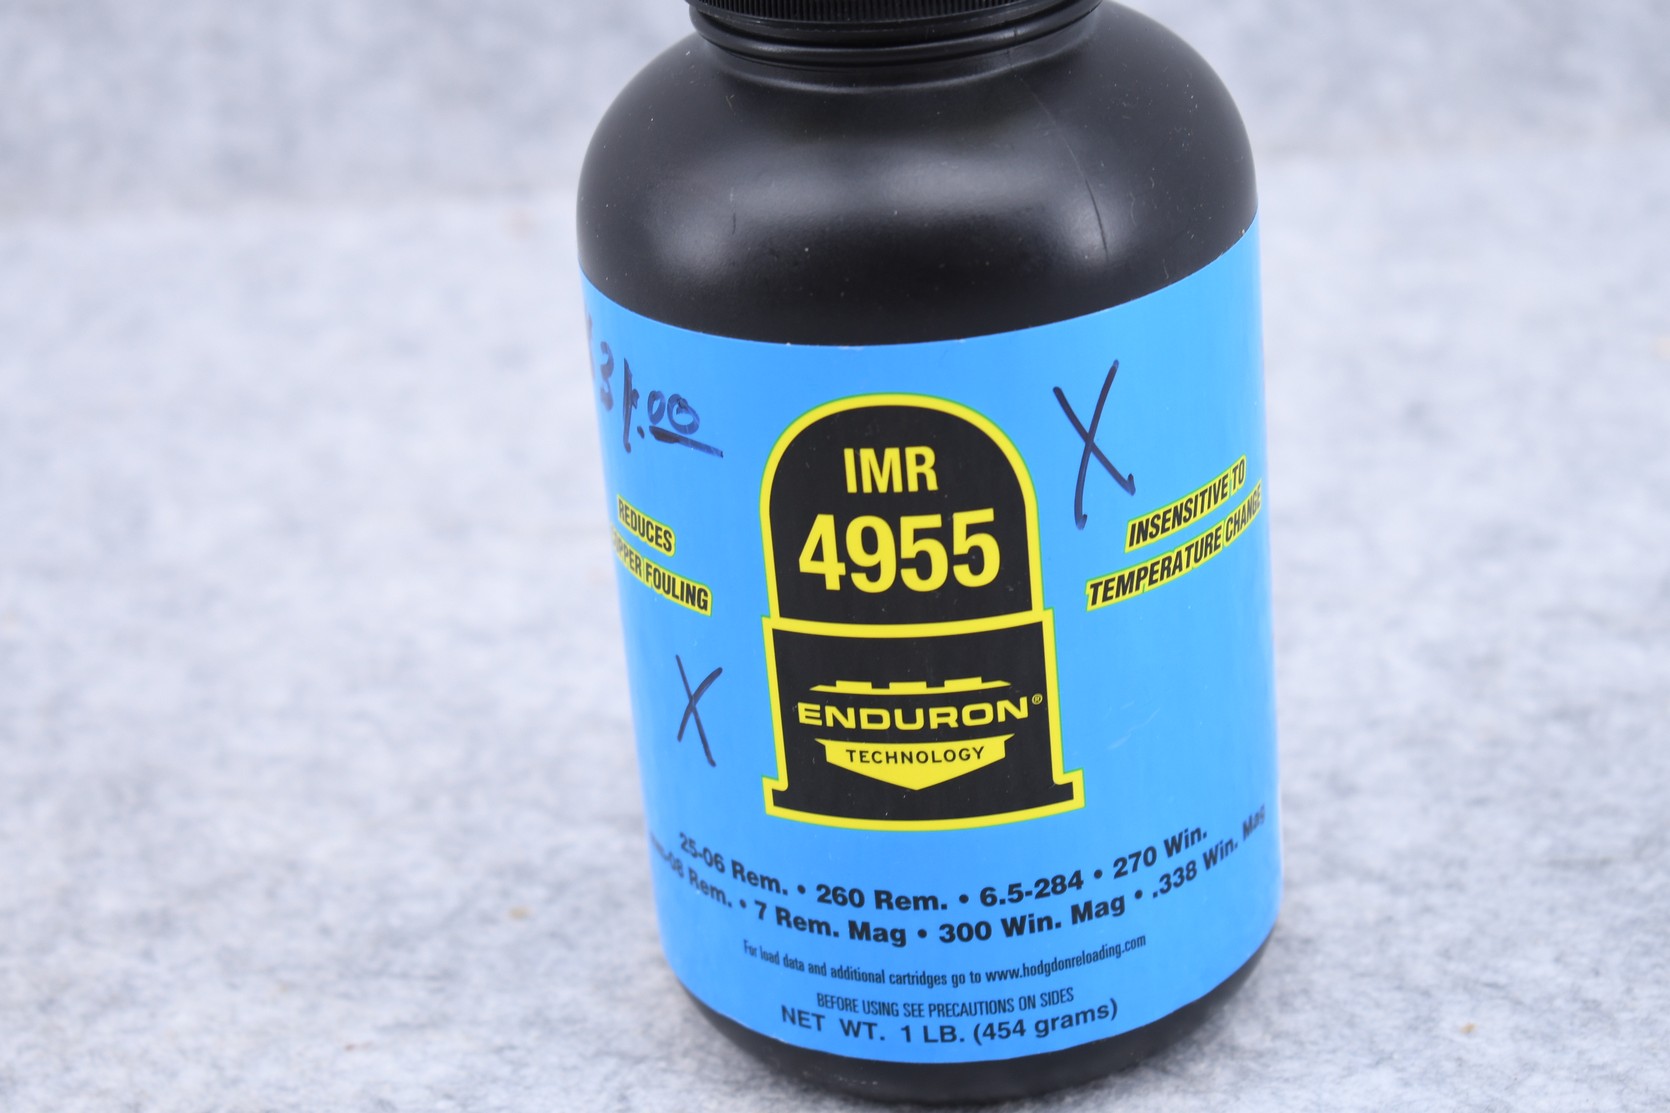 31.00
X
IMR
4955
REDUCES
FOULING
INSENSITIVE TO
TEMPERATURE CHANGE
X
ENDURON®
TECHNOLOGY
25-06 Rem. • 260 Rem. • 6.5-284 • 270 Win.
Rem. • 7 Rem. Mag • 300 Win. Mag • .338 Win. Mag
For load data and additional cartridges go to www.hodgdonreloading.com
BEFORE USING SEE PRECAUTIONS ON SIDES
NET WT. 1 LB. (454 grams)